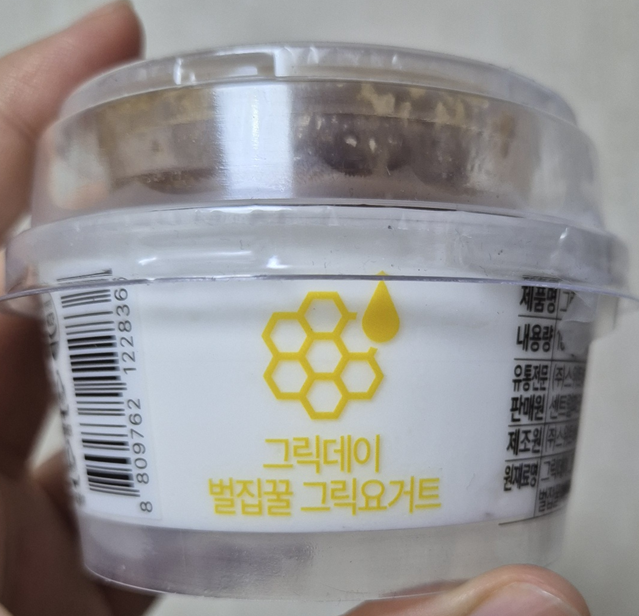 그릭데이
벌집꿀 그릭요거트
8 809762 122836
제품명
내용량
유통전문
판매원
제조원
원재료명